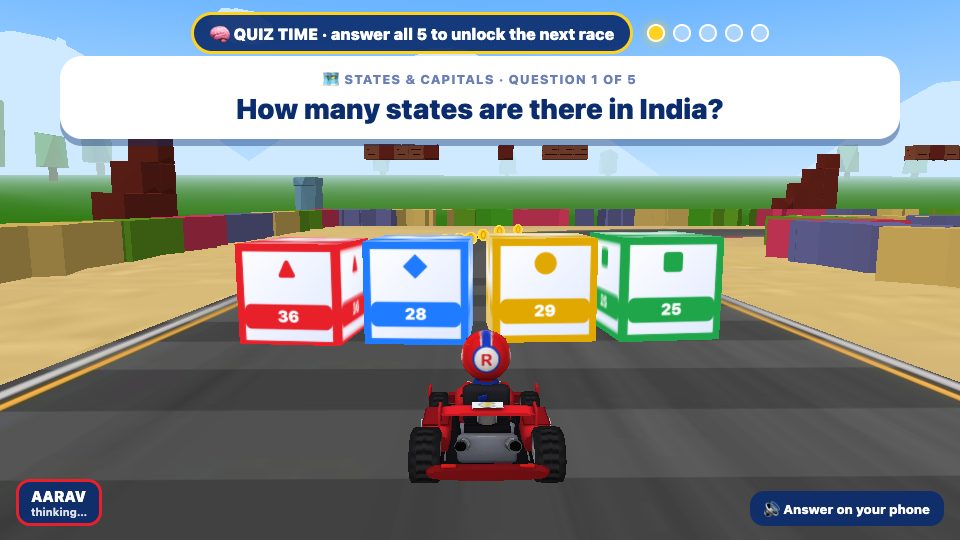 🧠 QUIZ TIME · answer all 5 to unlock the next race
🗺️ STATES & CAPITALS · QUESTION 1 OF 5
How many states are there in India?
36
28
29
25
R
AARAV
thinking...
🔊 Answer on your phone